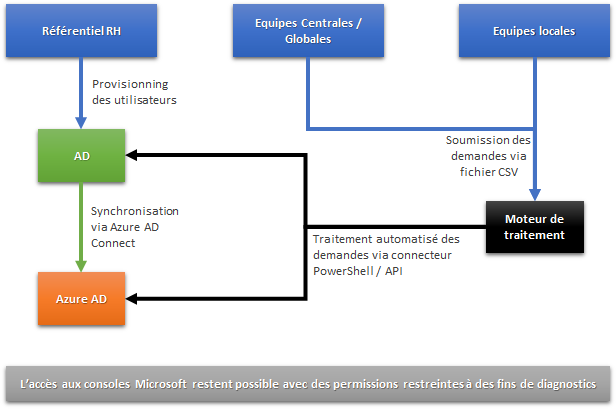 Référentiel RH
Equipes Centrales /
Globales
Equipes locales
Provisionning
des utilisateurs
Soumission des
demandes via
fichier CSV
AD
Synchronisation
via Azure AD
Connect
Moteur de
traitement
Traitement automatisé des
demandes via connecteur
PowerShell / API
Azure AD
L'accès aux consoles Microsoft restent possible avec des permissions restreintes à des fins de diagnostics